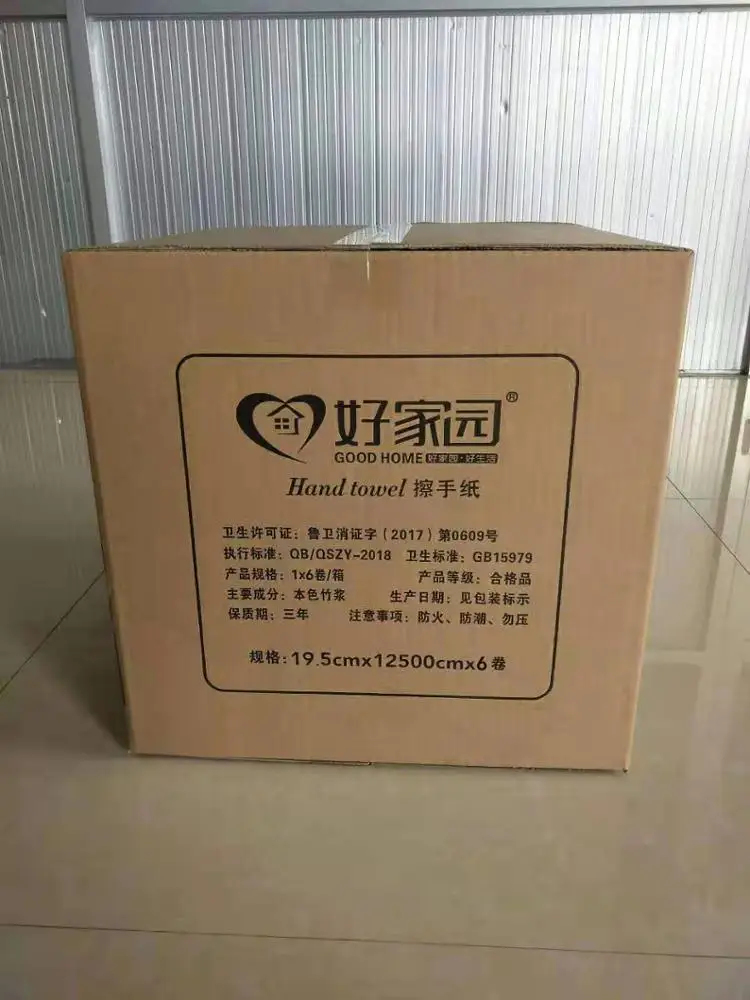 好家园®
GOOD HOME 好家园·好生活
Hand towel 擦手纸
卫生许可证：鲁卫消证字（2017）第0609号
执行标准：QB/QSZY-2018 卫生标准：GB15979
产品规格：1x6卷/箱 产品等级：合格品
主要成分：本色竹浆 生产日期：见包装标示
保质期：三年 注意事项：防火、防潮、勿压
规格：19.5cmx12500cmx6卷